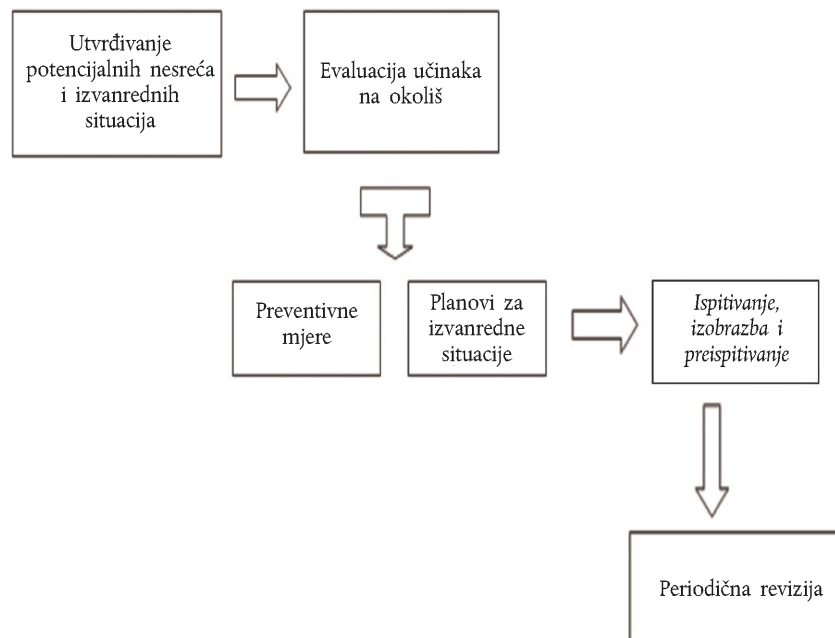 Utvrđivanje
potencijalnih nesreća
i izvanrednih
situacija
Evaluacija učinaka
na okoliš
Preventivne
mjere
Planovi za
izvanredne
situacije
Ispitivanje,
izobrazba i
preispitivanje
Periodična revizija